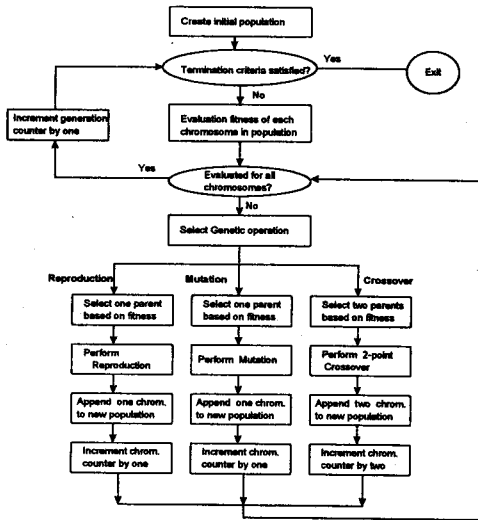 Create initial population
Termination criteria satisfied?
Yes
Exit
No
Increment generation
counter by one
Evaluation fitness of each
chromosome in population
Yes
Evaluated for all
chromosomes?
No
Select Genetic operation
Reproduction
Mutation
Crossover
Select one parent
based on fitness
Select one parent
based on fitness
Select two parents
based on fitness
Perform
Reproduction
Perform Mutation
Perform 2-point
Crossover
Append one chrom.
to new population
Append one chrom.
to new population
Append two chrom.
to new population
Increment chrom.
counter by one
Increment chrom.
counter by one
Increment chrom.
counter by two